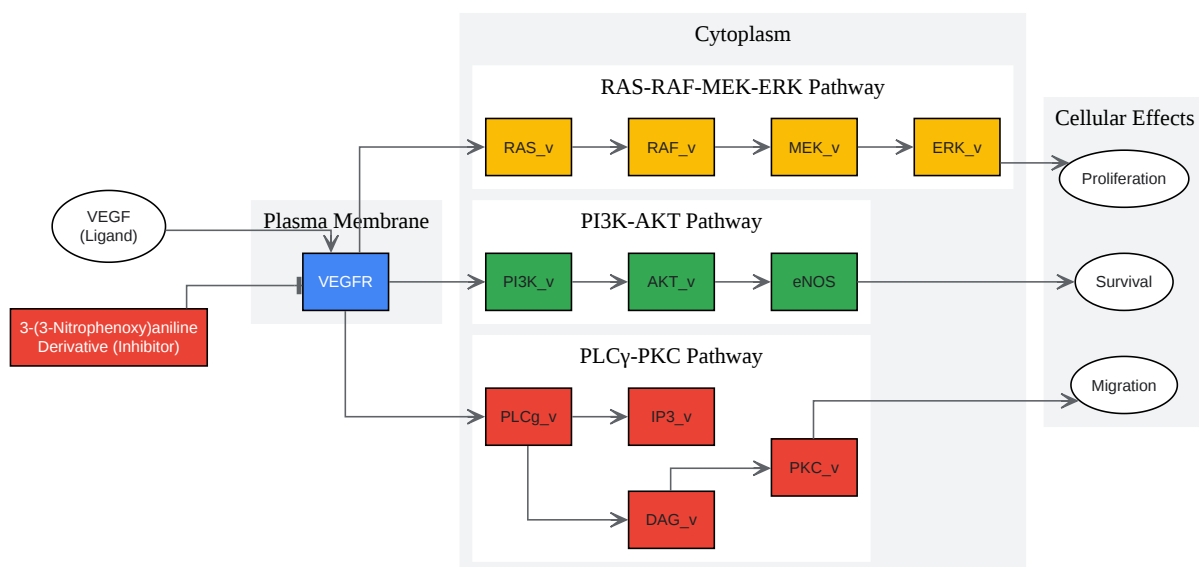 Cytoplasm
RAS-RAF-MEK-ERK Pathway
Cellular Effects
RAS_v
RAF_v
MEK_v
ERK_v
Proliferation
VEGF
(Ligand)
Plasma Membrane
PI3K-AKT Pathway
VEGFR
PI3K_v
AKT_v
eNOS
Survival
3-(3-Nitrophenoxy)aniline
Derivative (Inhibitor)
PLCγ-PKC Pathway
Migration
PLCg_v
IP3_v
PKC_v
DAG_v